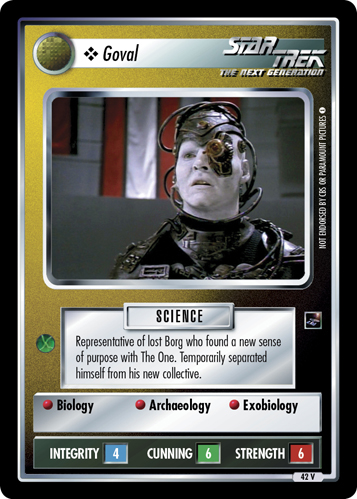 ❖ Goval
STAR TREK
THE NEXT GENERATION
NOT ENDORSED BY CBS OR PARAMOUNT PICTURES
SCIENCE
Representative of lost Borg who found a new sense
of purpose with The One. Temporarily separated
himself from his new collective.
Biology Archaeology Exobiology
INTEGRITY 4 CUNNING 6 STRENGTH 6
42 V